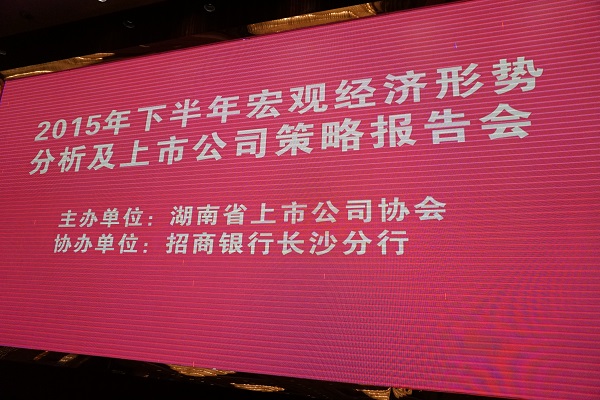 2015年下半年宏观经济形势
分析及上市公司策略报告会
主办单位：湖南省上市公司协会
协办单位：招商银行长沙分行